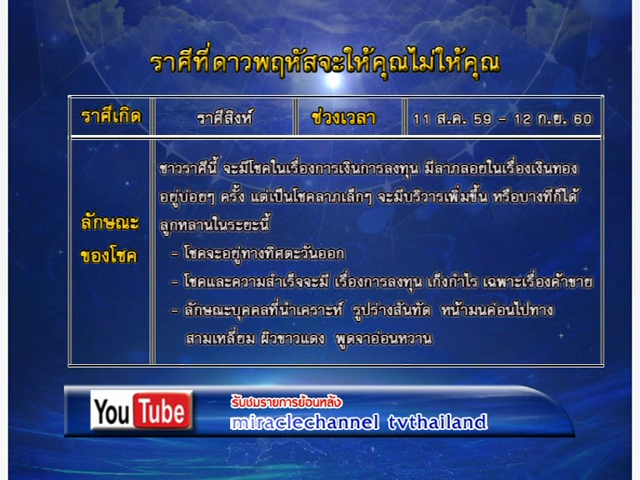 ราศีที่ดาวพฤหัสจะให้คุณไม่ให้คุณ
ราศีเกิด ราศีสิงห์ ช่วงเวลา 11 ส.ค. 59 - 12 ก.ย. 60
ลักษณะ
ของโชค
ชาวราศีนี้ จะมีโชคในเรื่องการเงินการลงทุน มีลาภลอยในเรื่องเงินทอง
อยู่บ่อยๆ ครั้ง แต่เป็นโชคลาภเล็กๆ จะมีบริวารเพิ่มขึ้น หรือบางทีก็ได้
ลูกหลานในระยะนี้
- โชคจะอยู่ทางทิศตะวันออก
- โชคและความสำเร็จจะมี เรื่องการลงทุน เก็งกำไร เฉพาะเรื่องค้าขาย
- ลักษณะบุคคลที่นำเคราะห์ รูปร่างสันทัด หน้ามนค่อนไปทาง
สามเหลี่ยม ผิวขาวแดง พูดจาอ่อนหวาน
YouTube
รับชมรายการย้อนหลัง
miraclechannel tvthailand